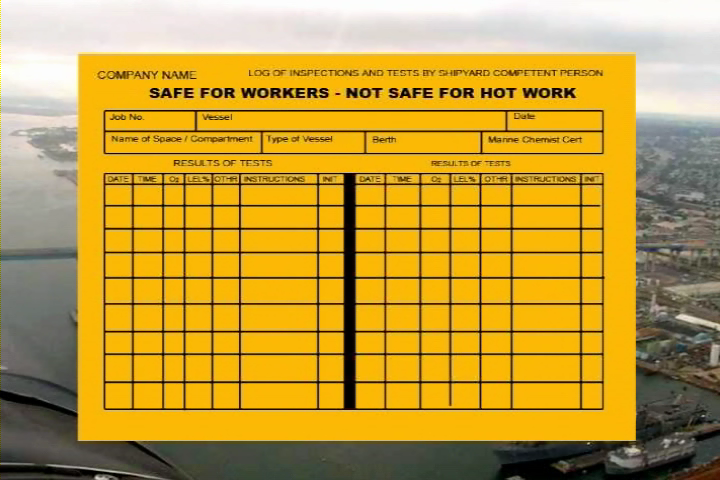 COMPANY NAME LOG OF INSPECTIONS AND TESTS BY SHIPYARD COMPETENT PERSON
SAFE FOR WORKERS - NOT SAFE FOR HOT WORK
Job No. Vessel Date
Name of Space / Compartment Type of Vessel Berth Marine Chemist Cert
RESULTS OF TESTS RESULTS OF TESTS
DATE TIME O2 LEL% OTHR INSTRUCTIONS INIT DATE TIME O2 LEL% OTHR INSTRUCTIONS INIT